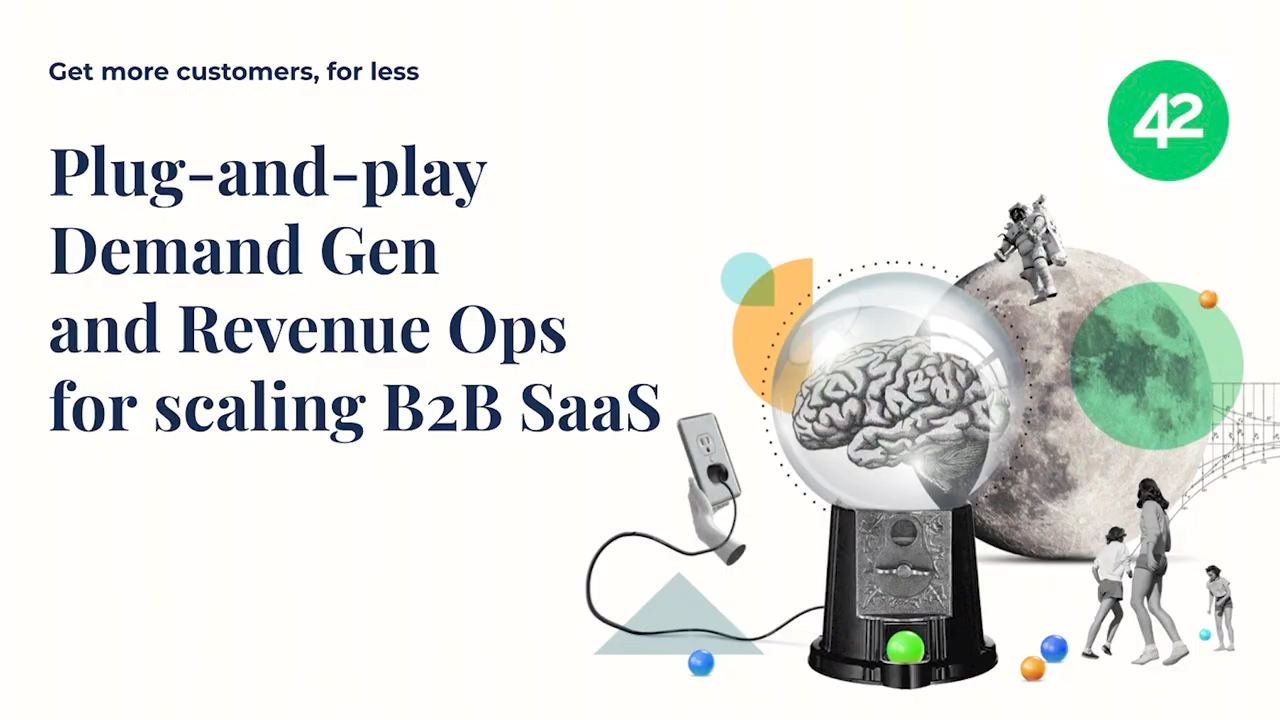 Get more customers, for less
42
Plug-and-play
Demand Gen
and Revenue Ops
for scaling B2B SaaS